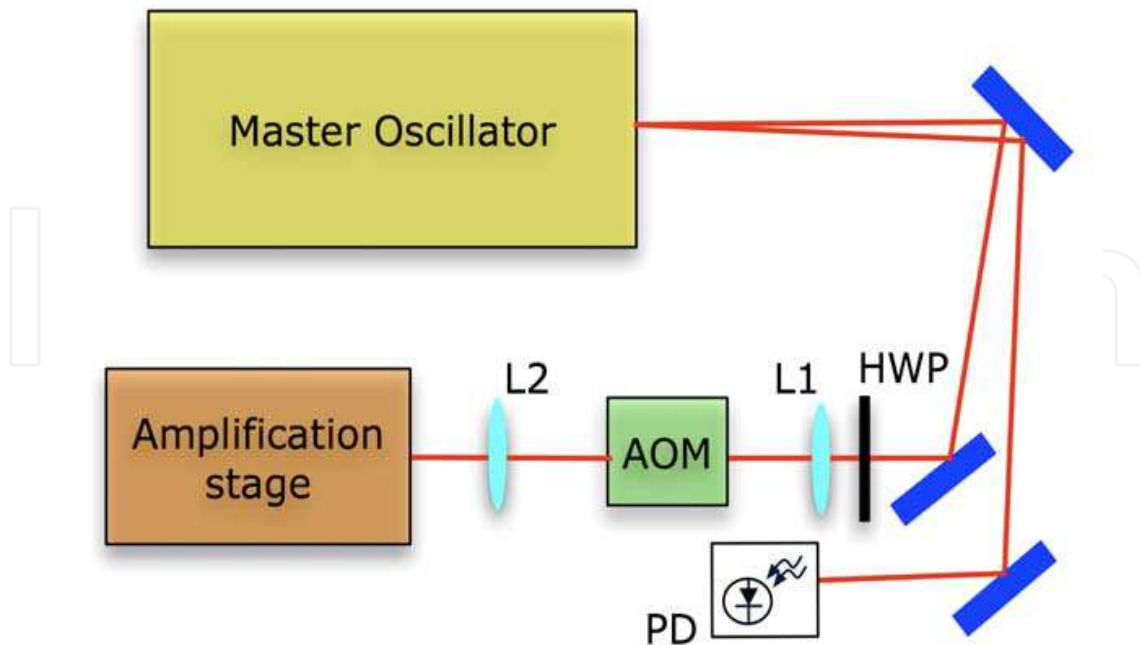 Master Oscillator
HWP
L1
L2
AOM
Amplification
stage
PD